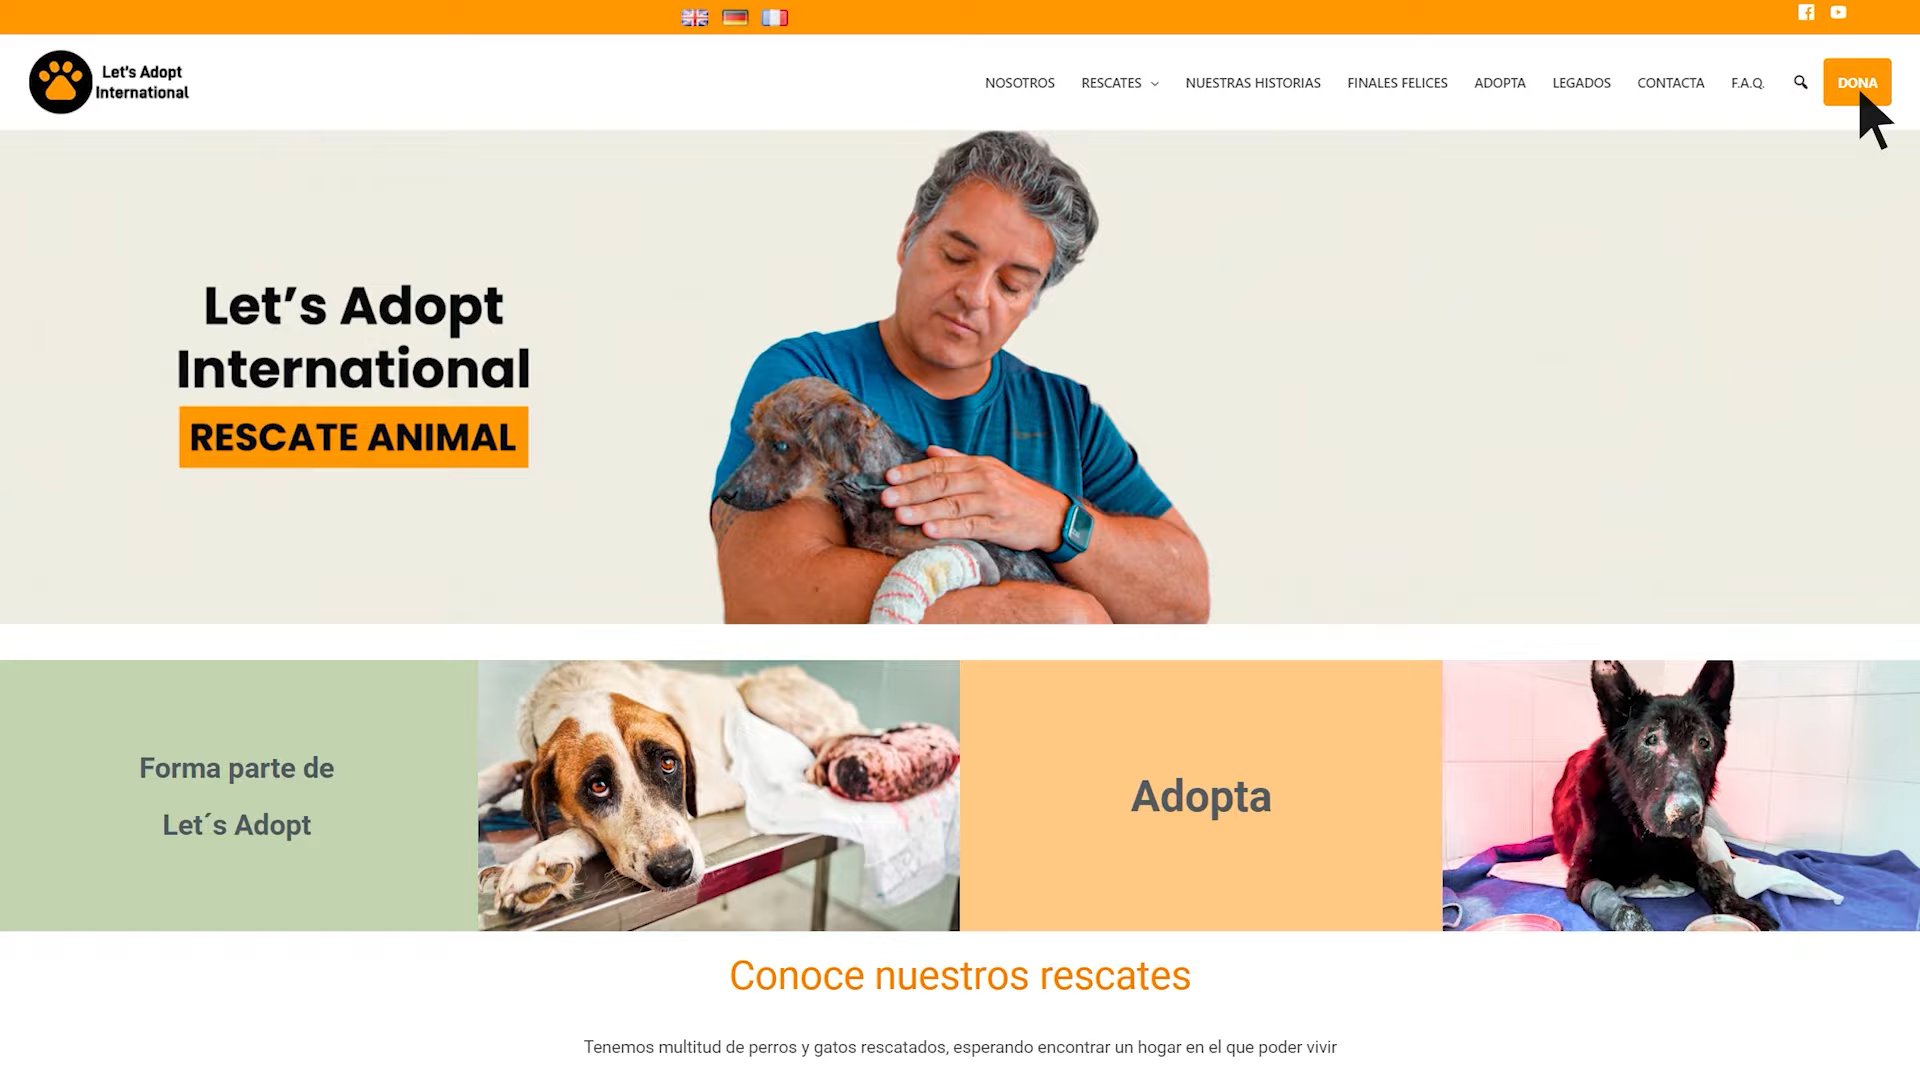 Let's Adopt
International
NOSOTROS
RESCATES
NUESTRAS HISTORIAS
FINALES FELICES
ADOPTA
LEGADOS
CONTACTA
F.A.Q.
DONA
Let’s Adopt
International
RESCATE ANIMAL
Forma parte de
Let´s Adopt
Adopta
Conoce nuestros rescates
Tenemos multitud de perros y gatos rescatados, esperando encontrar un hogar en el que poder vivir